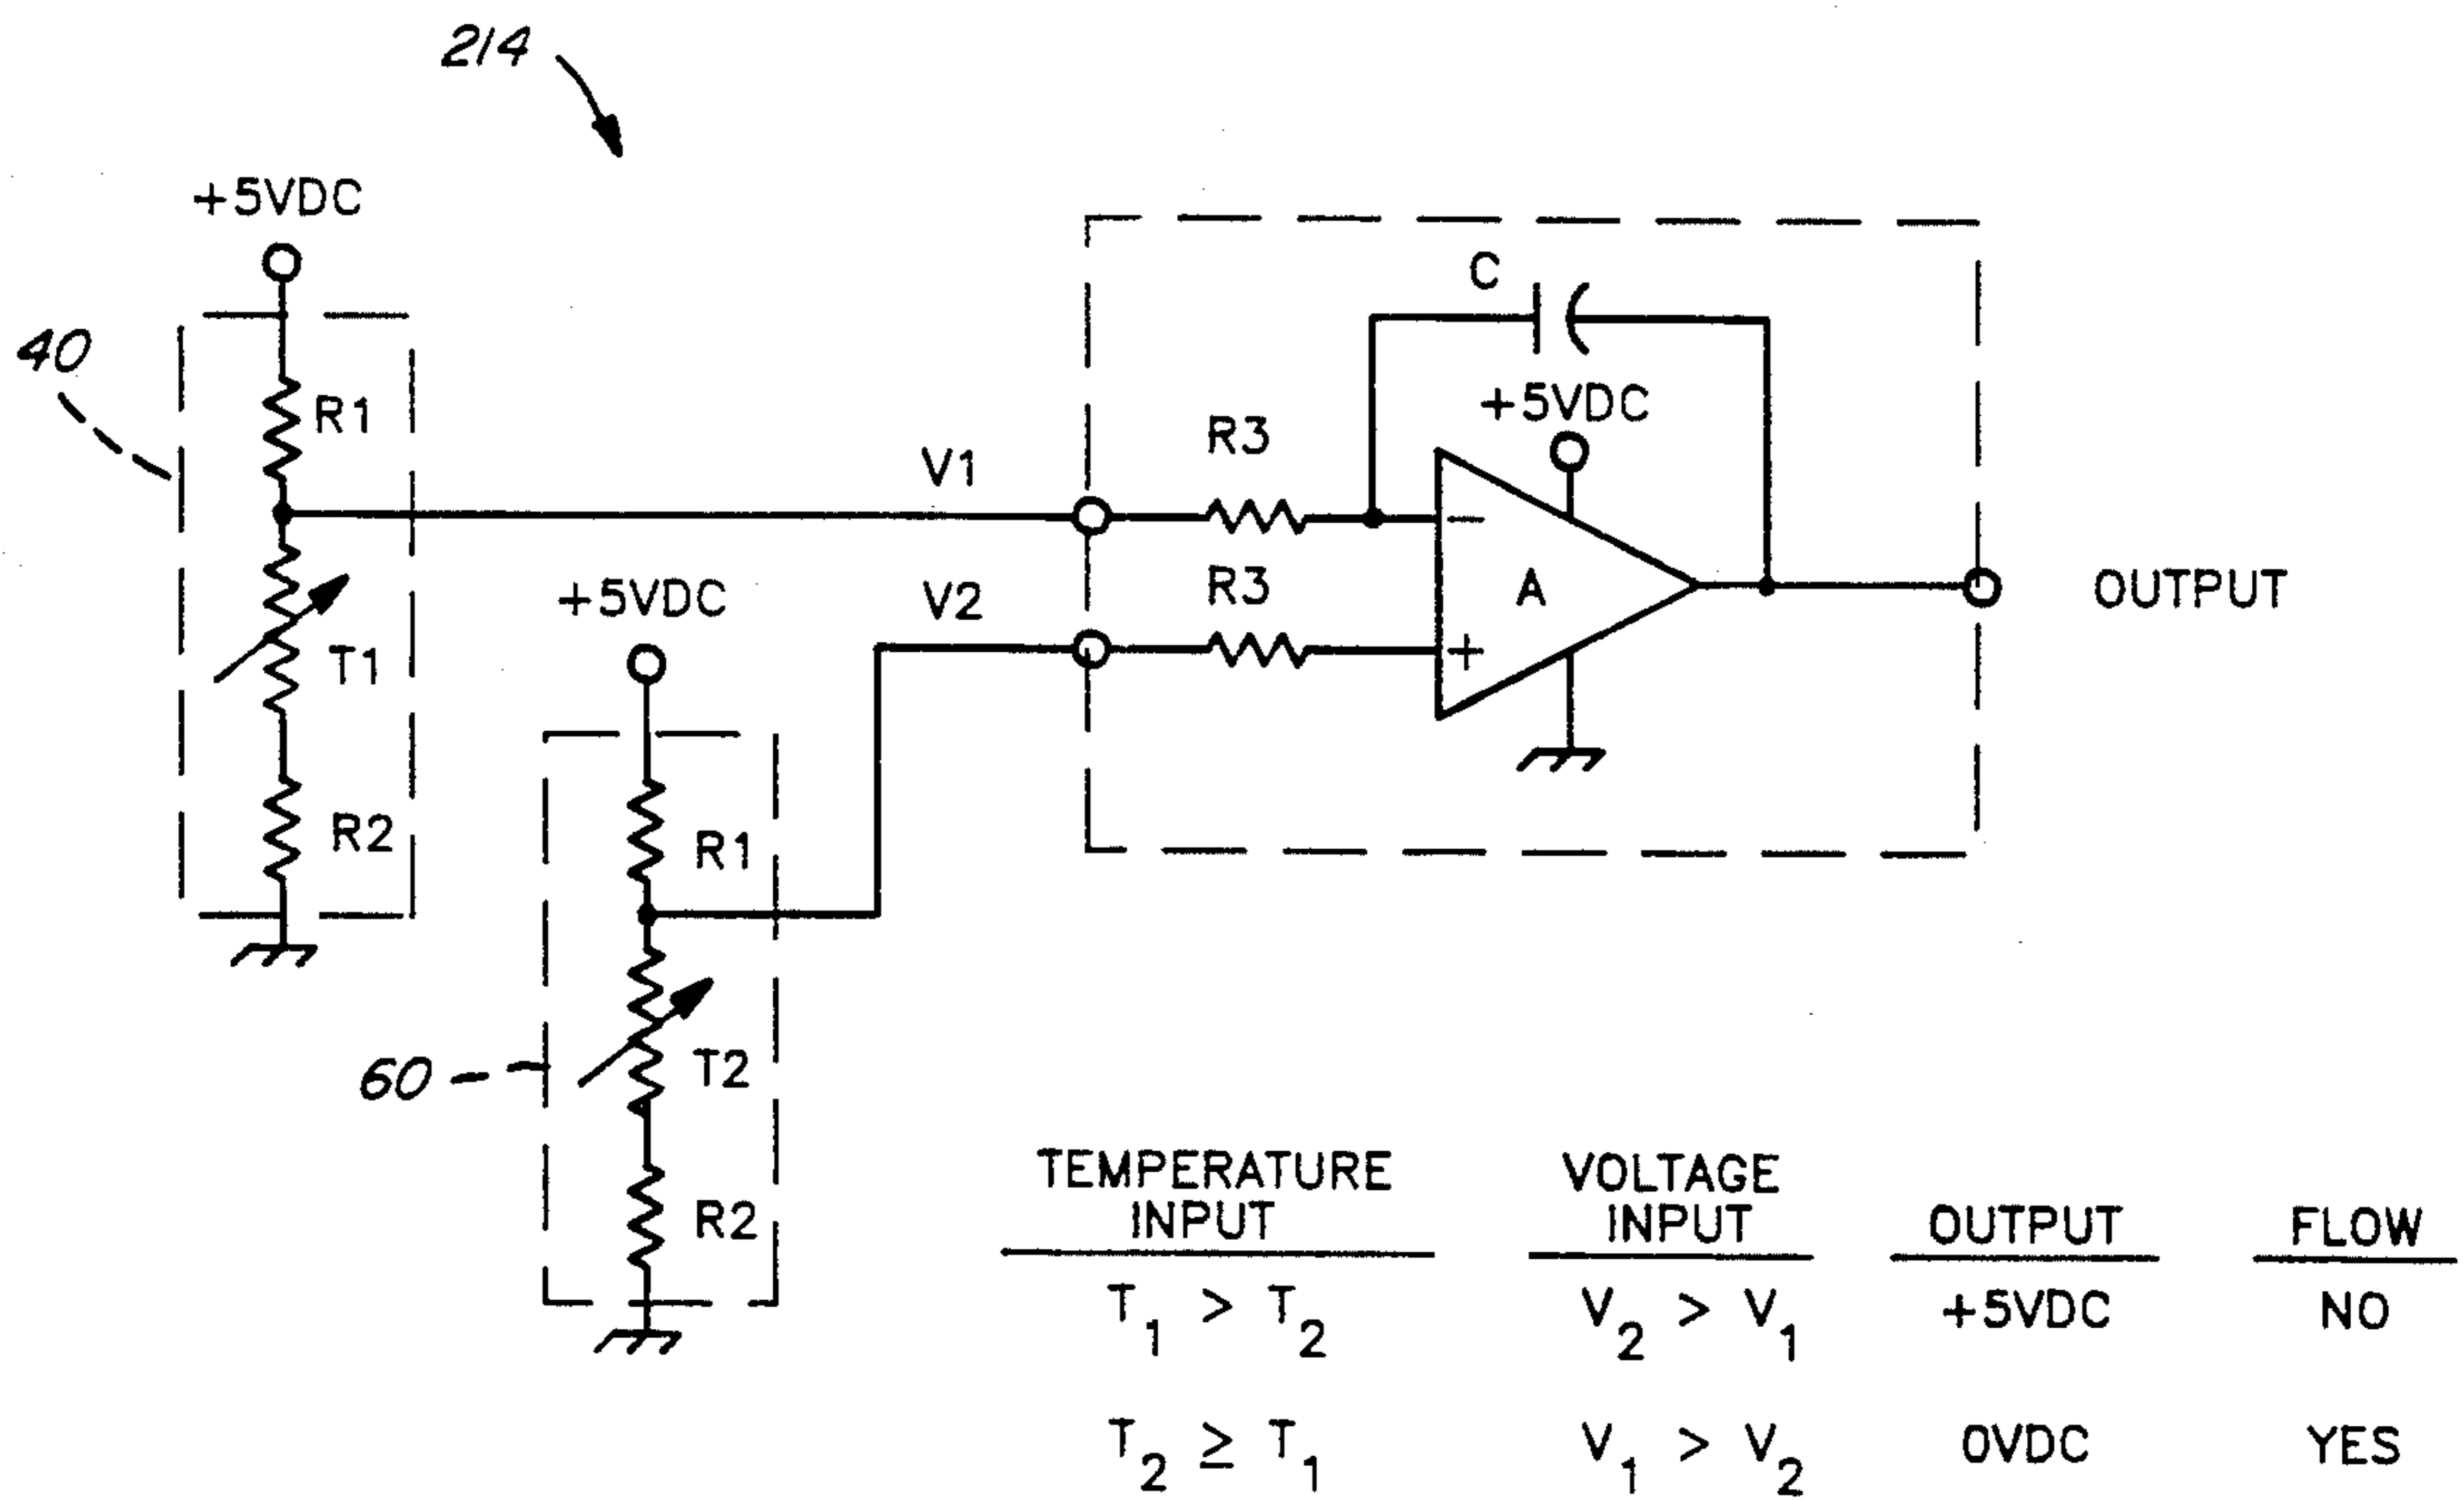 214
+5VDC
40
R1
T1
R2
+5VDC
60
R1
T2
R2
V1
V2
R3
R3
C
+5VDC
A
−
+
OUTPUT
TEMPERATURE INPUT
VOLTAGE INPUT
OUTPUT
FLOW
T1 > T2
V2 > V1
+5VDC
NO
T2 ≥ T1
V1 > V2
0VDC
YES